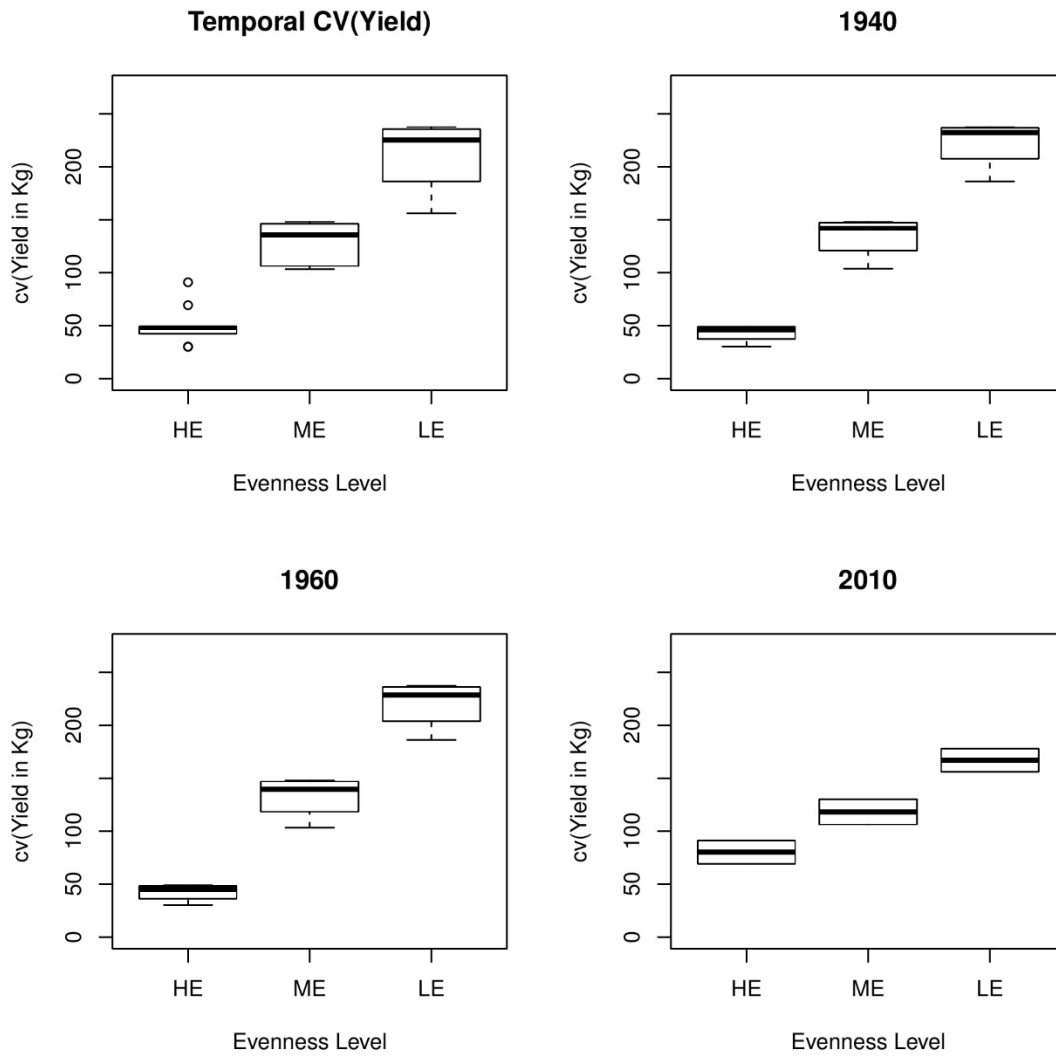 Temporal CV(Yield)
cv(Yield in Kg)
200
100
50
0
HE ME LE
Evenness Level
1940
cv(Yield in Kg)
200
100
50
0
HE ME LE
Evenness Level
1960
cv(Yield in Kg)
200
100
50
0
HE ME LE
Evenness Level
2010
cv(Yield in Kg)
200
100
50
0
HE ME LE
Evenness Level